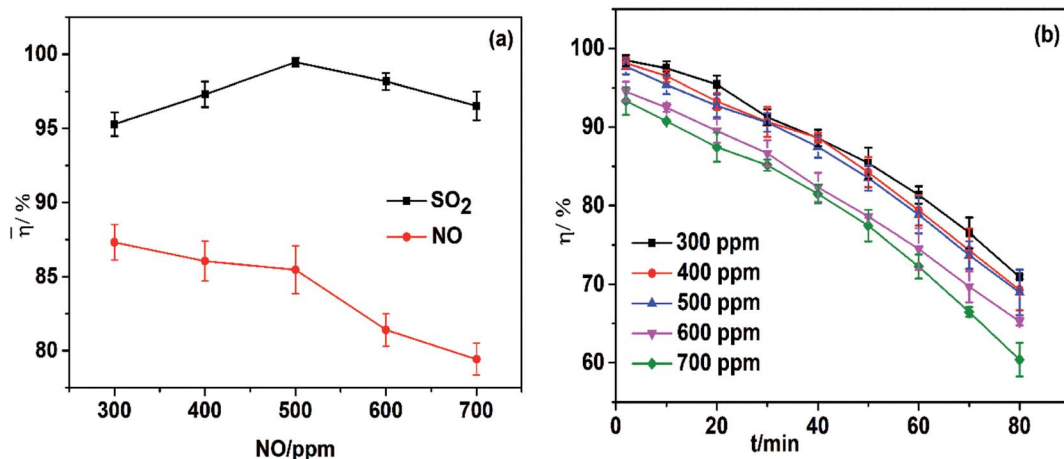 (a)
100
95
90
85
80
η̅/ %
SO₂
NO
300 400 500 600 700
NO/ppm
(b)
100
90
80
70
60
η/ %
300 ppm
400 ppm
500 ppm
600 ppm
700 ppm
0 20 40 60 80
t/min